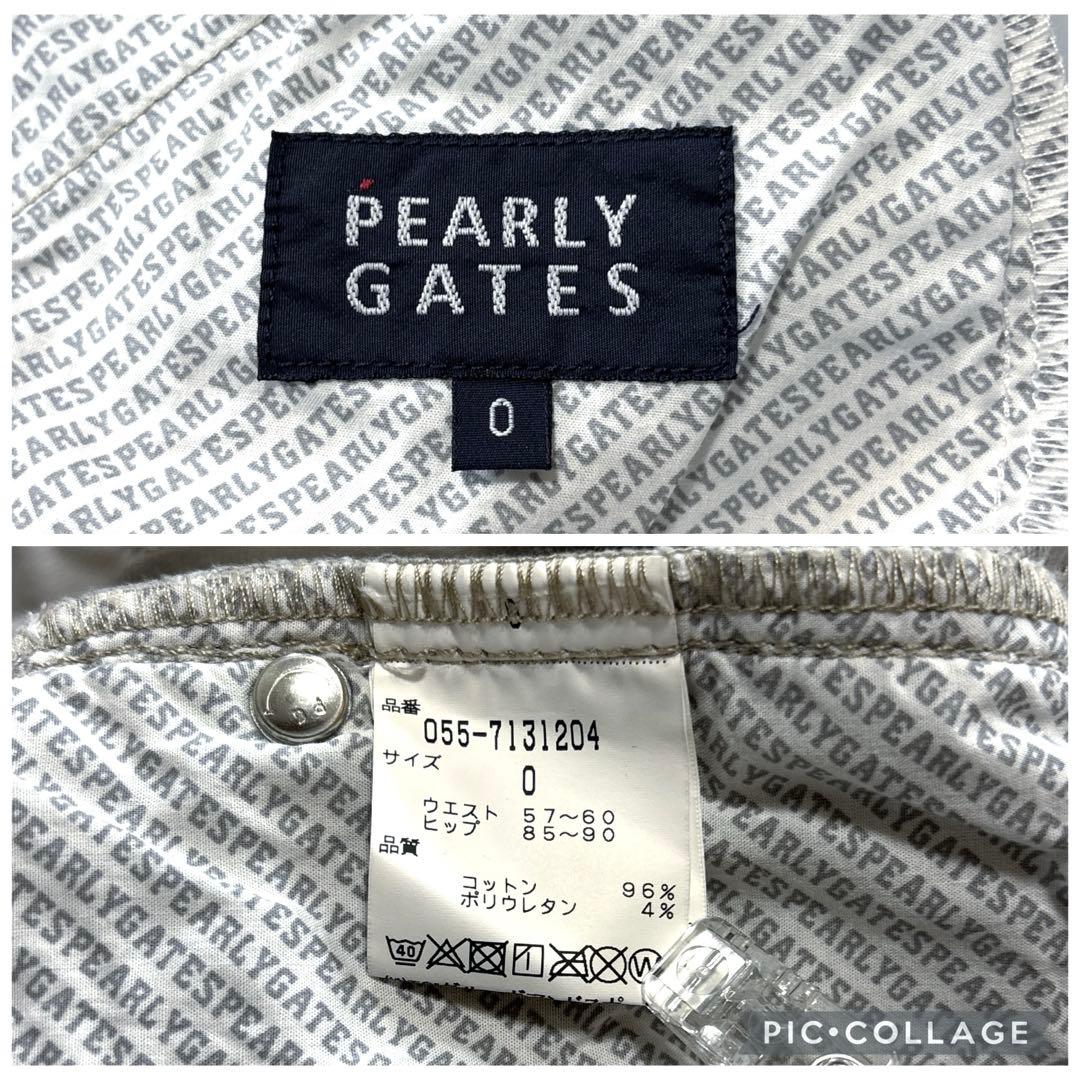 PEARLY
GATES
0
品番
055-7131204
サイズ
0
ウエスト 57~60
ヒップ 85~90
品質
コットン 96%
ポリウレタン 4%
40
W
PIC•COLLAGE